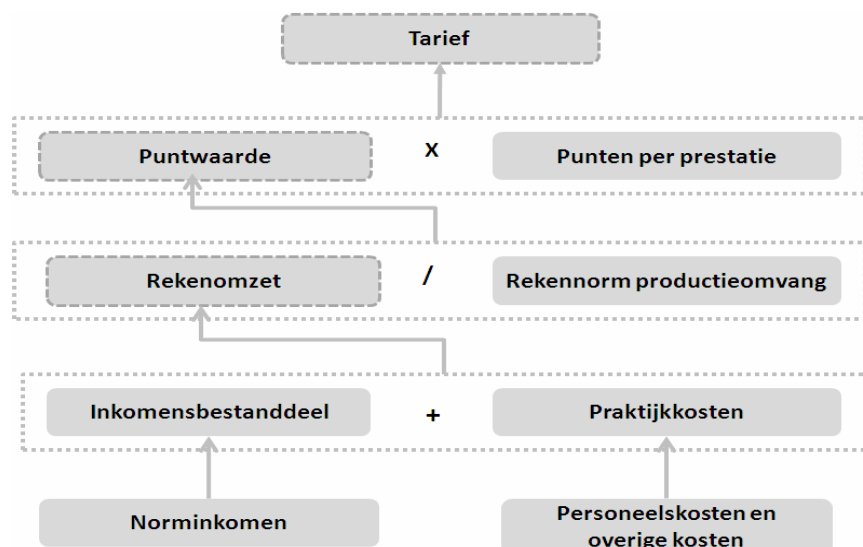 Tarief
Puntwaarde x Punten per prestatie
Rekenomzet / Rekennorm productieomvang
Inkomensbestanddeel + Praktijkkosten
Norminkomen
Personeelskosten en
overige kosten